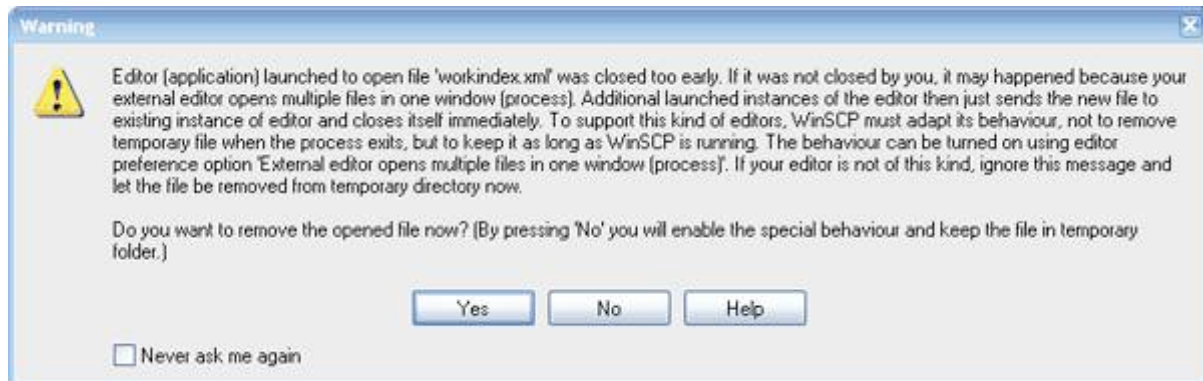 Warning
Editor (application) launched to open file 'workindex.xml' was closed too early. If it was not closed by you, it may happened because your
external editor opens multiple files in one window (process). Additional launched instances of the editor then just sends the new file to
existing instance of editor and closes itself immediately. To support this kind of editors, WinSCP must adapt its behaviour, not to remove
temporary file when the process exits, but to keep it as long as WinSCP is running. The behaviour can be turned on using editor
preference option 'External editor opens multiple files in one window (process)'. If your editor is not of this kind, ignore this message and
let the file be removed from temporary directory now.
Do you want to remove the opened file now? (By pressing 'No' you will enable the special behaviour and keep the file in temporary
folder.)
Yes No Help
Never ask me again